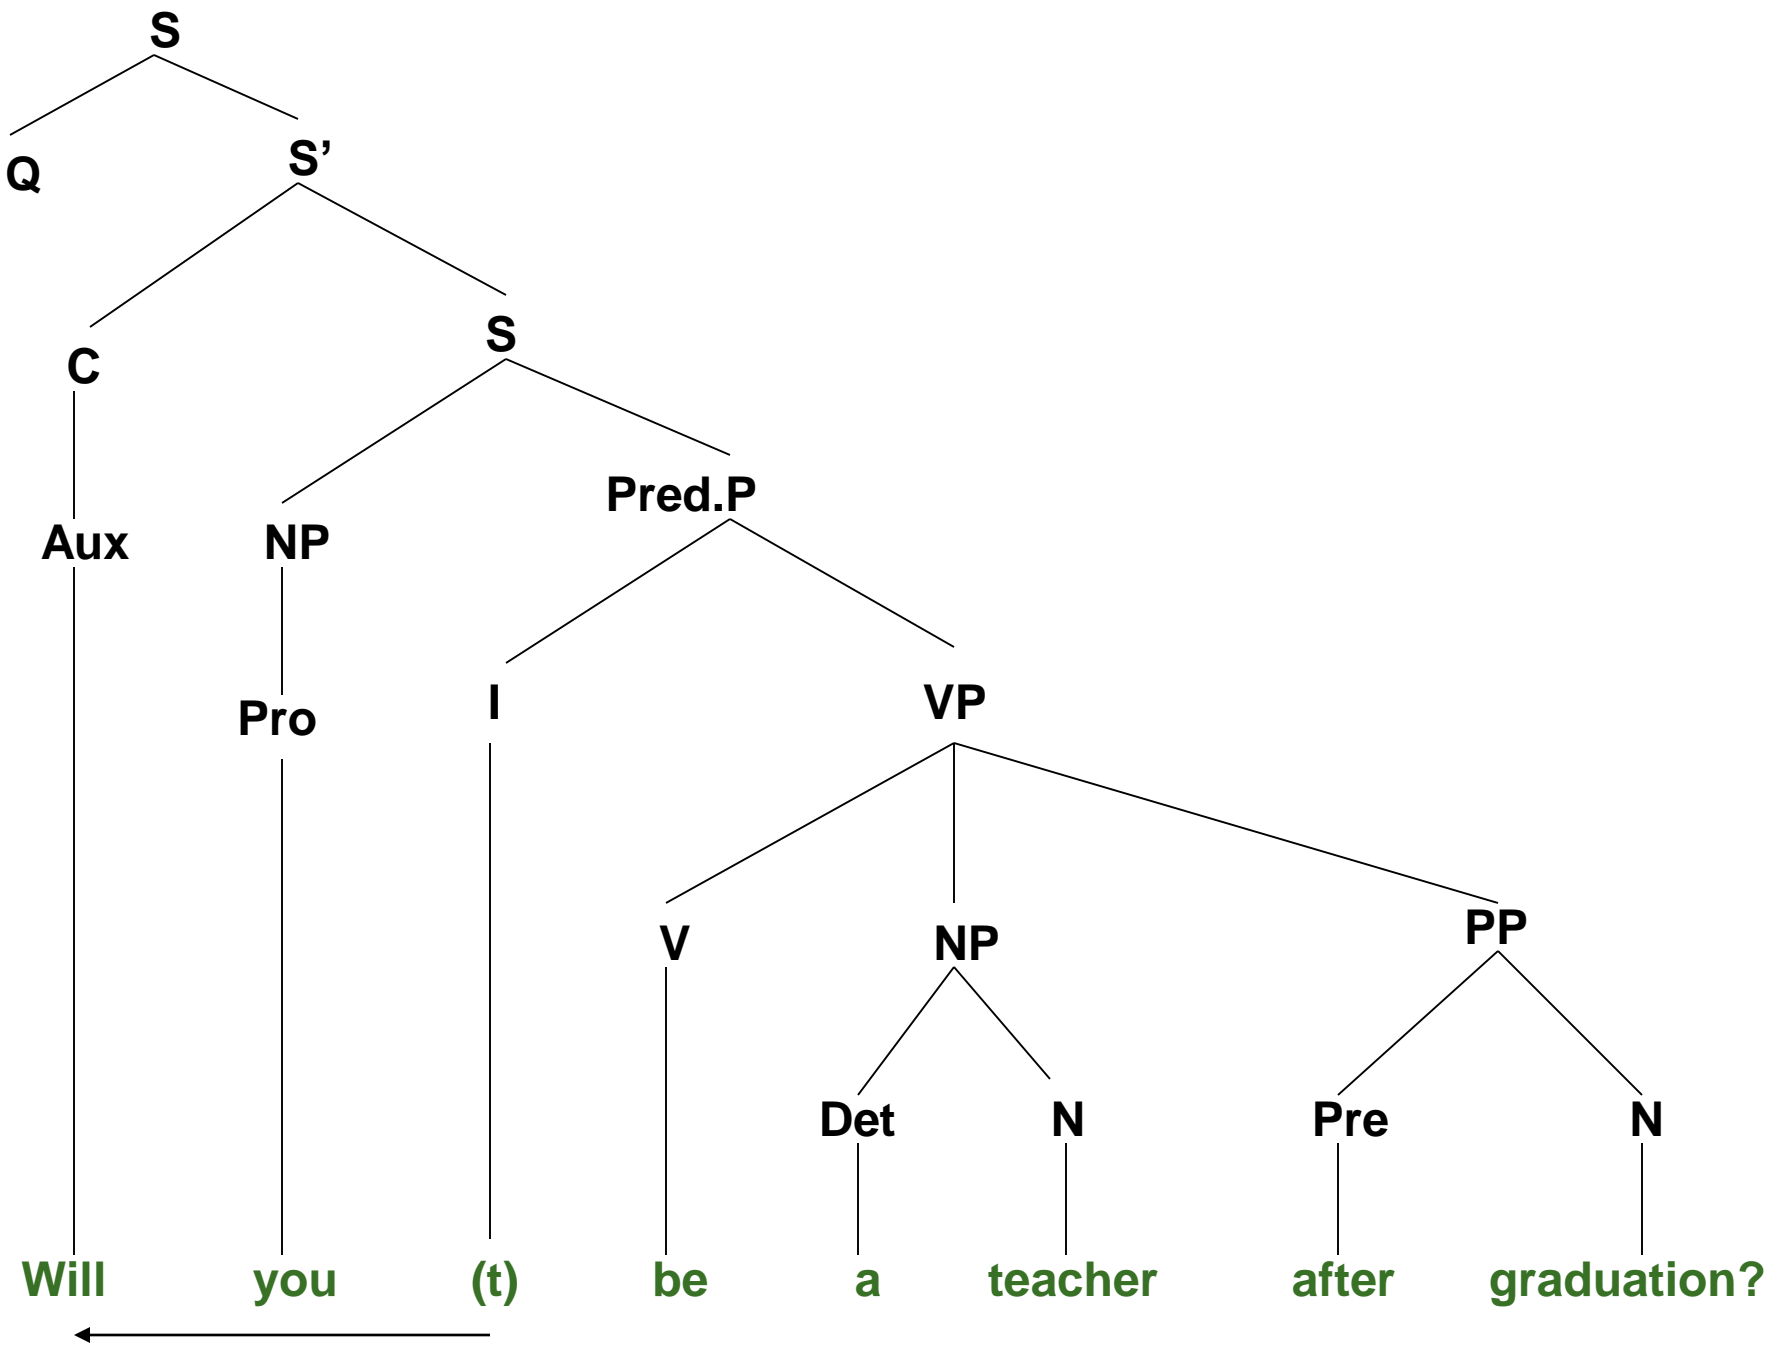 S
Q S’
C S
Pred.P
Aux NP
Pro I VP
V NP PP
Det N Pre N
Will you (t) be a teacher after graduation?